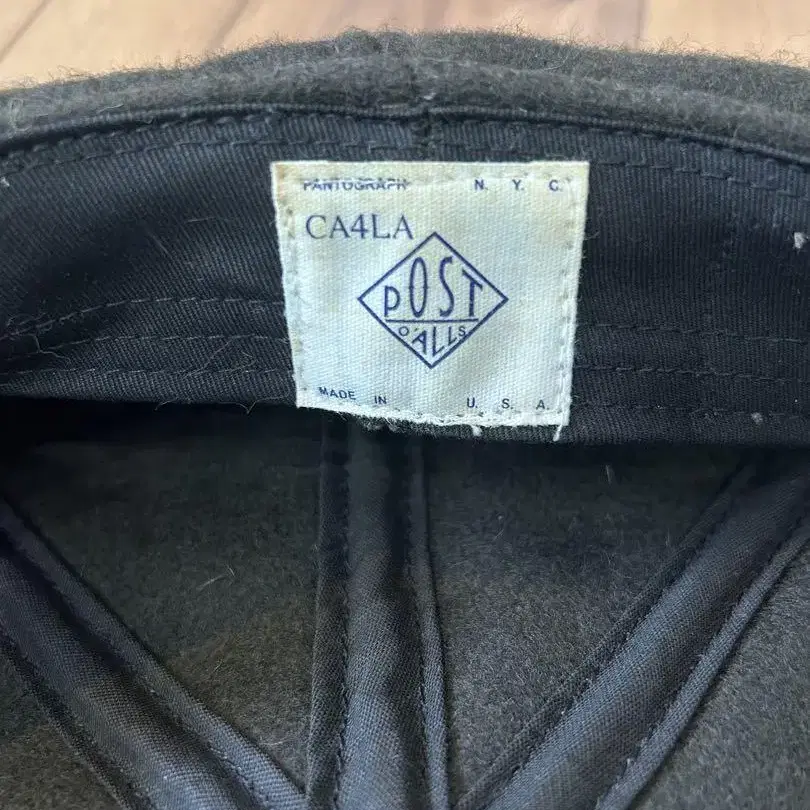 PANTOGRAPH N. Y. C.
CA4LA
POST
O'ALLS
MADE IN U. S. A.